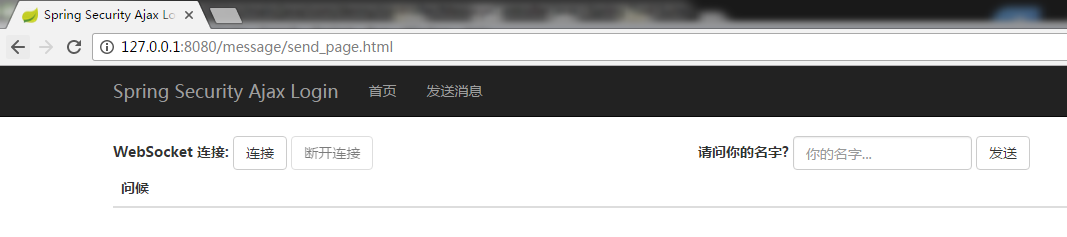 Spring Security Ajax Lo
127.0.0.1:8080/message/send_page.html
Spring Security Ajax Login 首页 发送消息
WebSocket 连接: 连接 断开连接 请问你的名字? 你的名字... 发送
问候